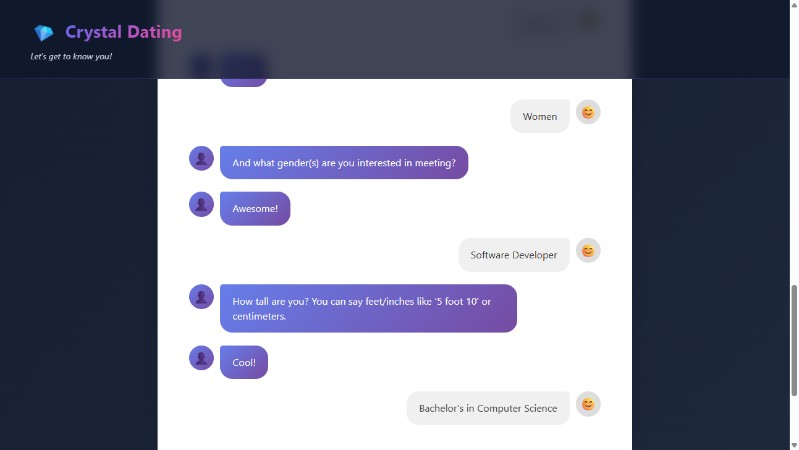 Crystal Dating
Let's get to know you!
Women
And what gender(s) are you interested in meeting?
Awesome!
Software Developer
How tall are you? You can say feet/inches like '5 foot 10' or
centimeters.
Cool!
Bachelor's in Computer Science